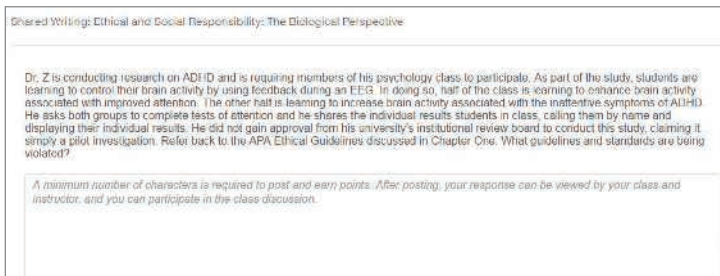 Shared Writing: Ethical and Social Responsibility: The Biological Perspective
Dr. Z is conducting research on ADHD and is requiring members of his psychology class to participate. As part of the study, students are
learning to control their brain activity by using feedback during an EEG. In doing so, half of the class is learning to enhance brain activity
associated with improved attention. The other half is learning to increase brain activity associated with the inattentive symptoms of ADHD.
He asks both groups to complete tests of attention and he shares the individual results students in class, calling them by name and
displaying their individual results. He did not gain approval from his university's institutional review board to conduct this study, claiming it
simply a pilot investigation. Refer back to the APA Ethical Guidelines discussed in Chapter One. What guidelines and standards are being
violated?
A minimum number of characters is required to post and earn points. After posting, your response can be viewed by your class and
instructor, and you can participate in the class discussion.